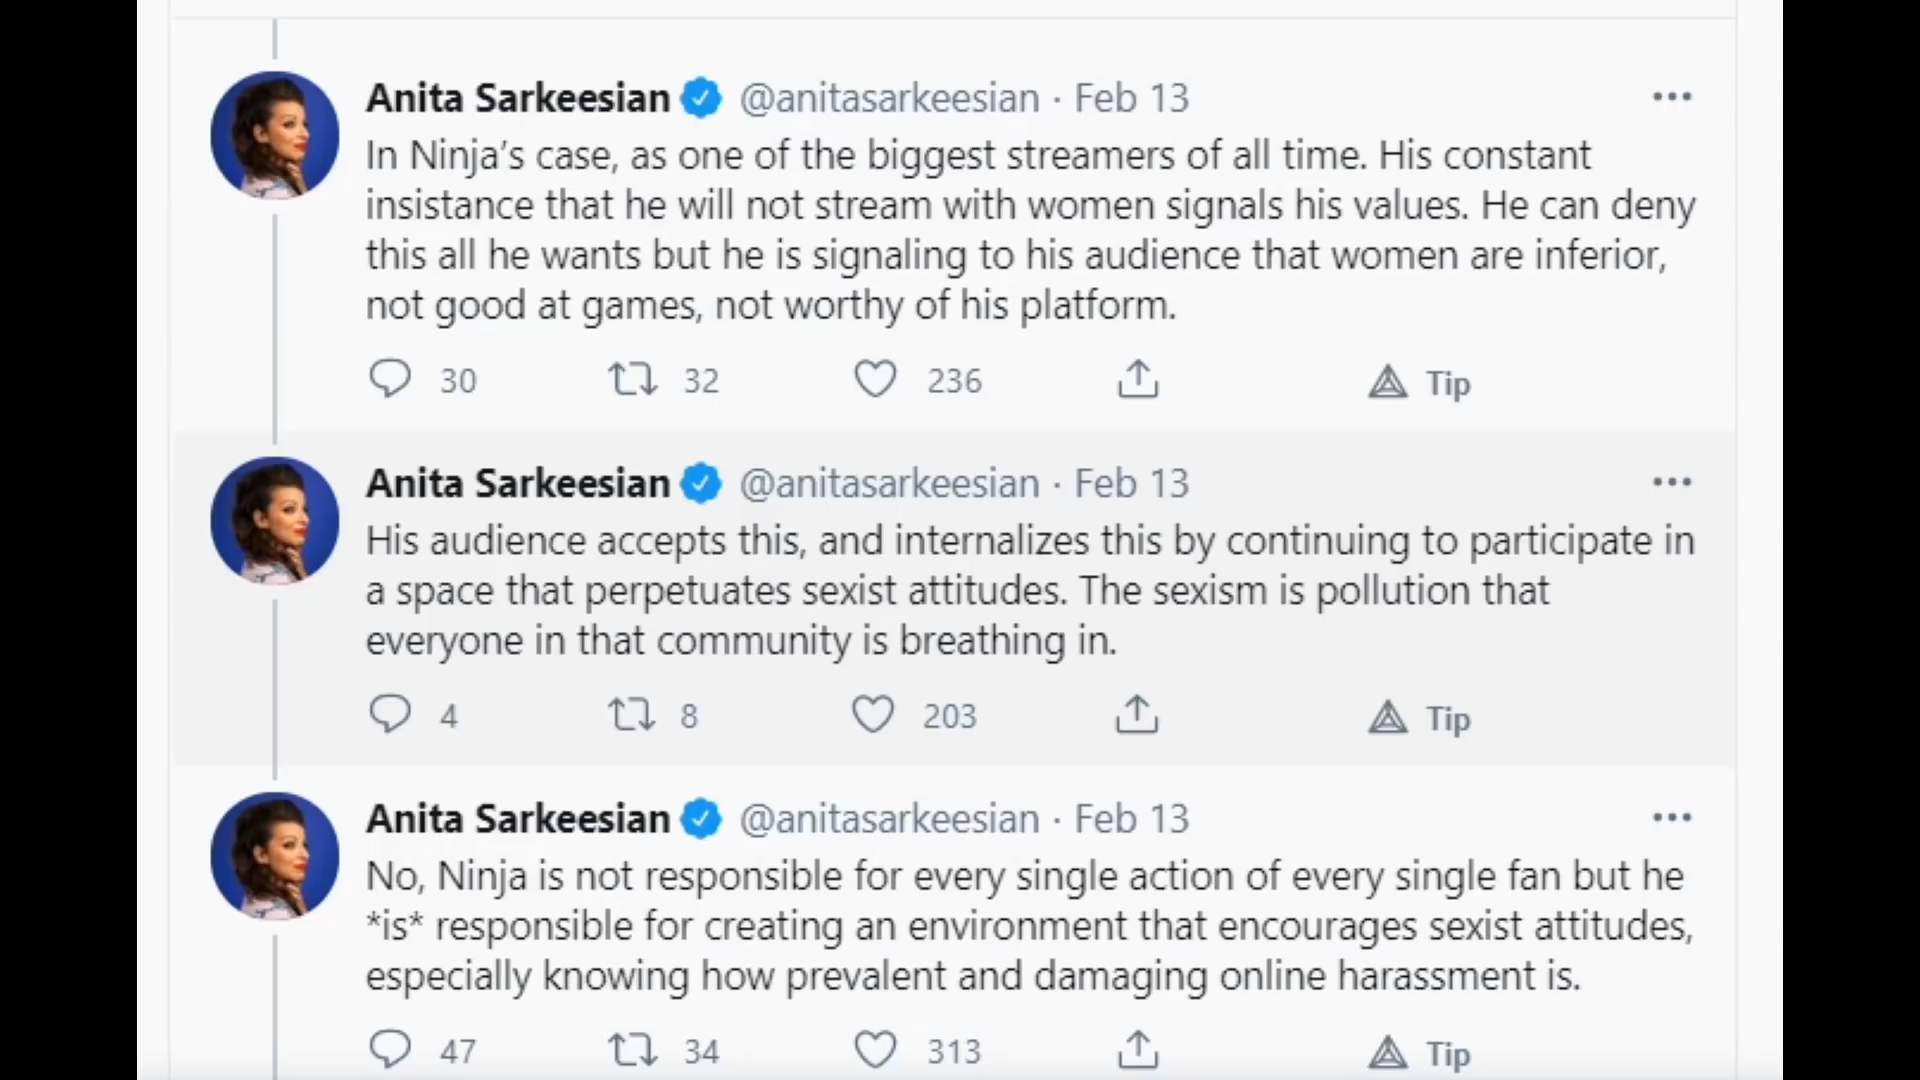 Anita Sarkeesian @anitasarkeesian · Feb 13
In Ninja's case, as one of the biggest streamers of all time. His constant
insistance that he will not stream with women signals his values. He can deny
this all he wants but he is signaling to his audience that women are inferior,
not good at games, not worthy of his platform.
30 32 236 Tip
Anita Sarkeesian @anitasarkeesian · Feb 13
His audience accepts this, and internalizes this by continuing to participate in
a space that perpetuates sexist attitudes. The sexism is pollution that
everyone in that community is breathing in.
4 8 203 Tip
Anita Sarkeesian @anitasarkeesian · Feb 13
No, Ninja is not responsible for every single action of every single fan but he
*is* responsible for creating an environment that encourages sexist attitudes,
especially knowing how prevalent and damaging online harassment is.
47 34 313 Tip